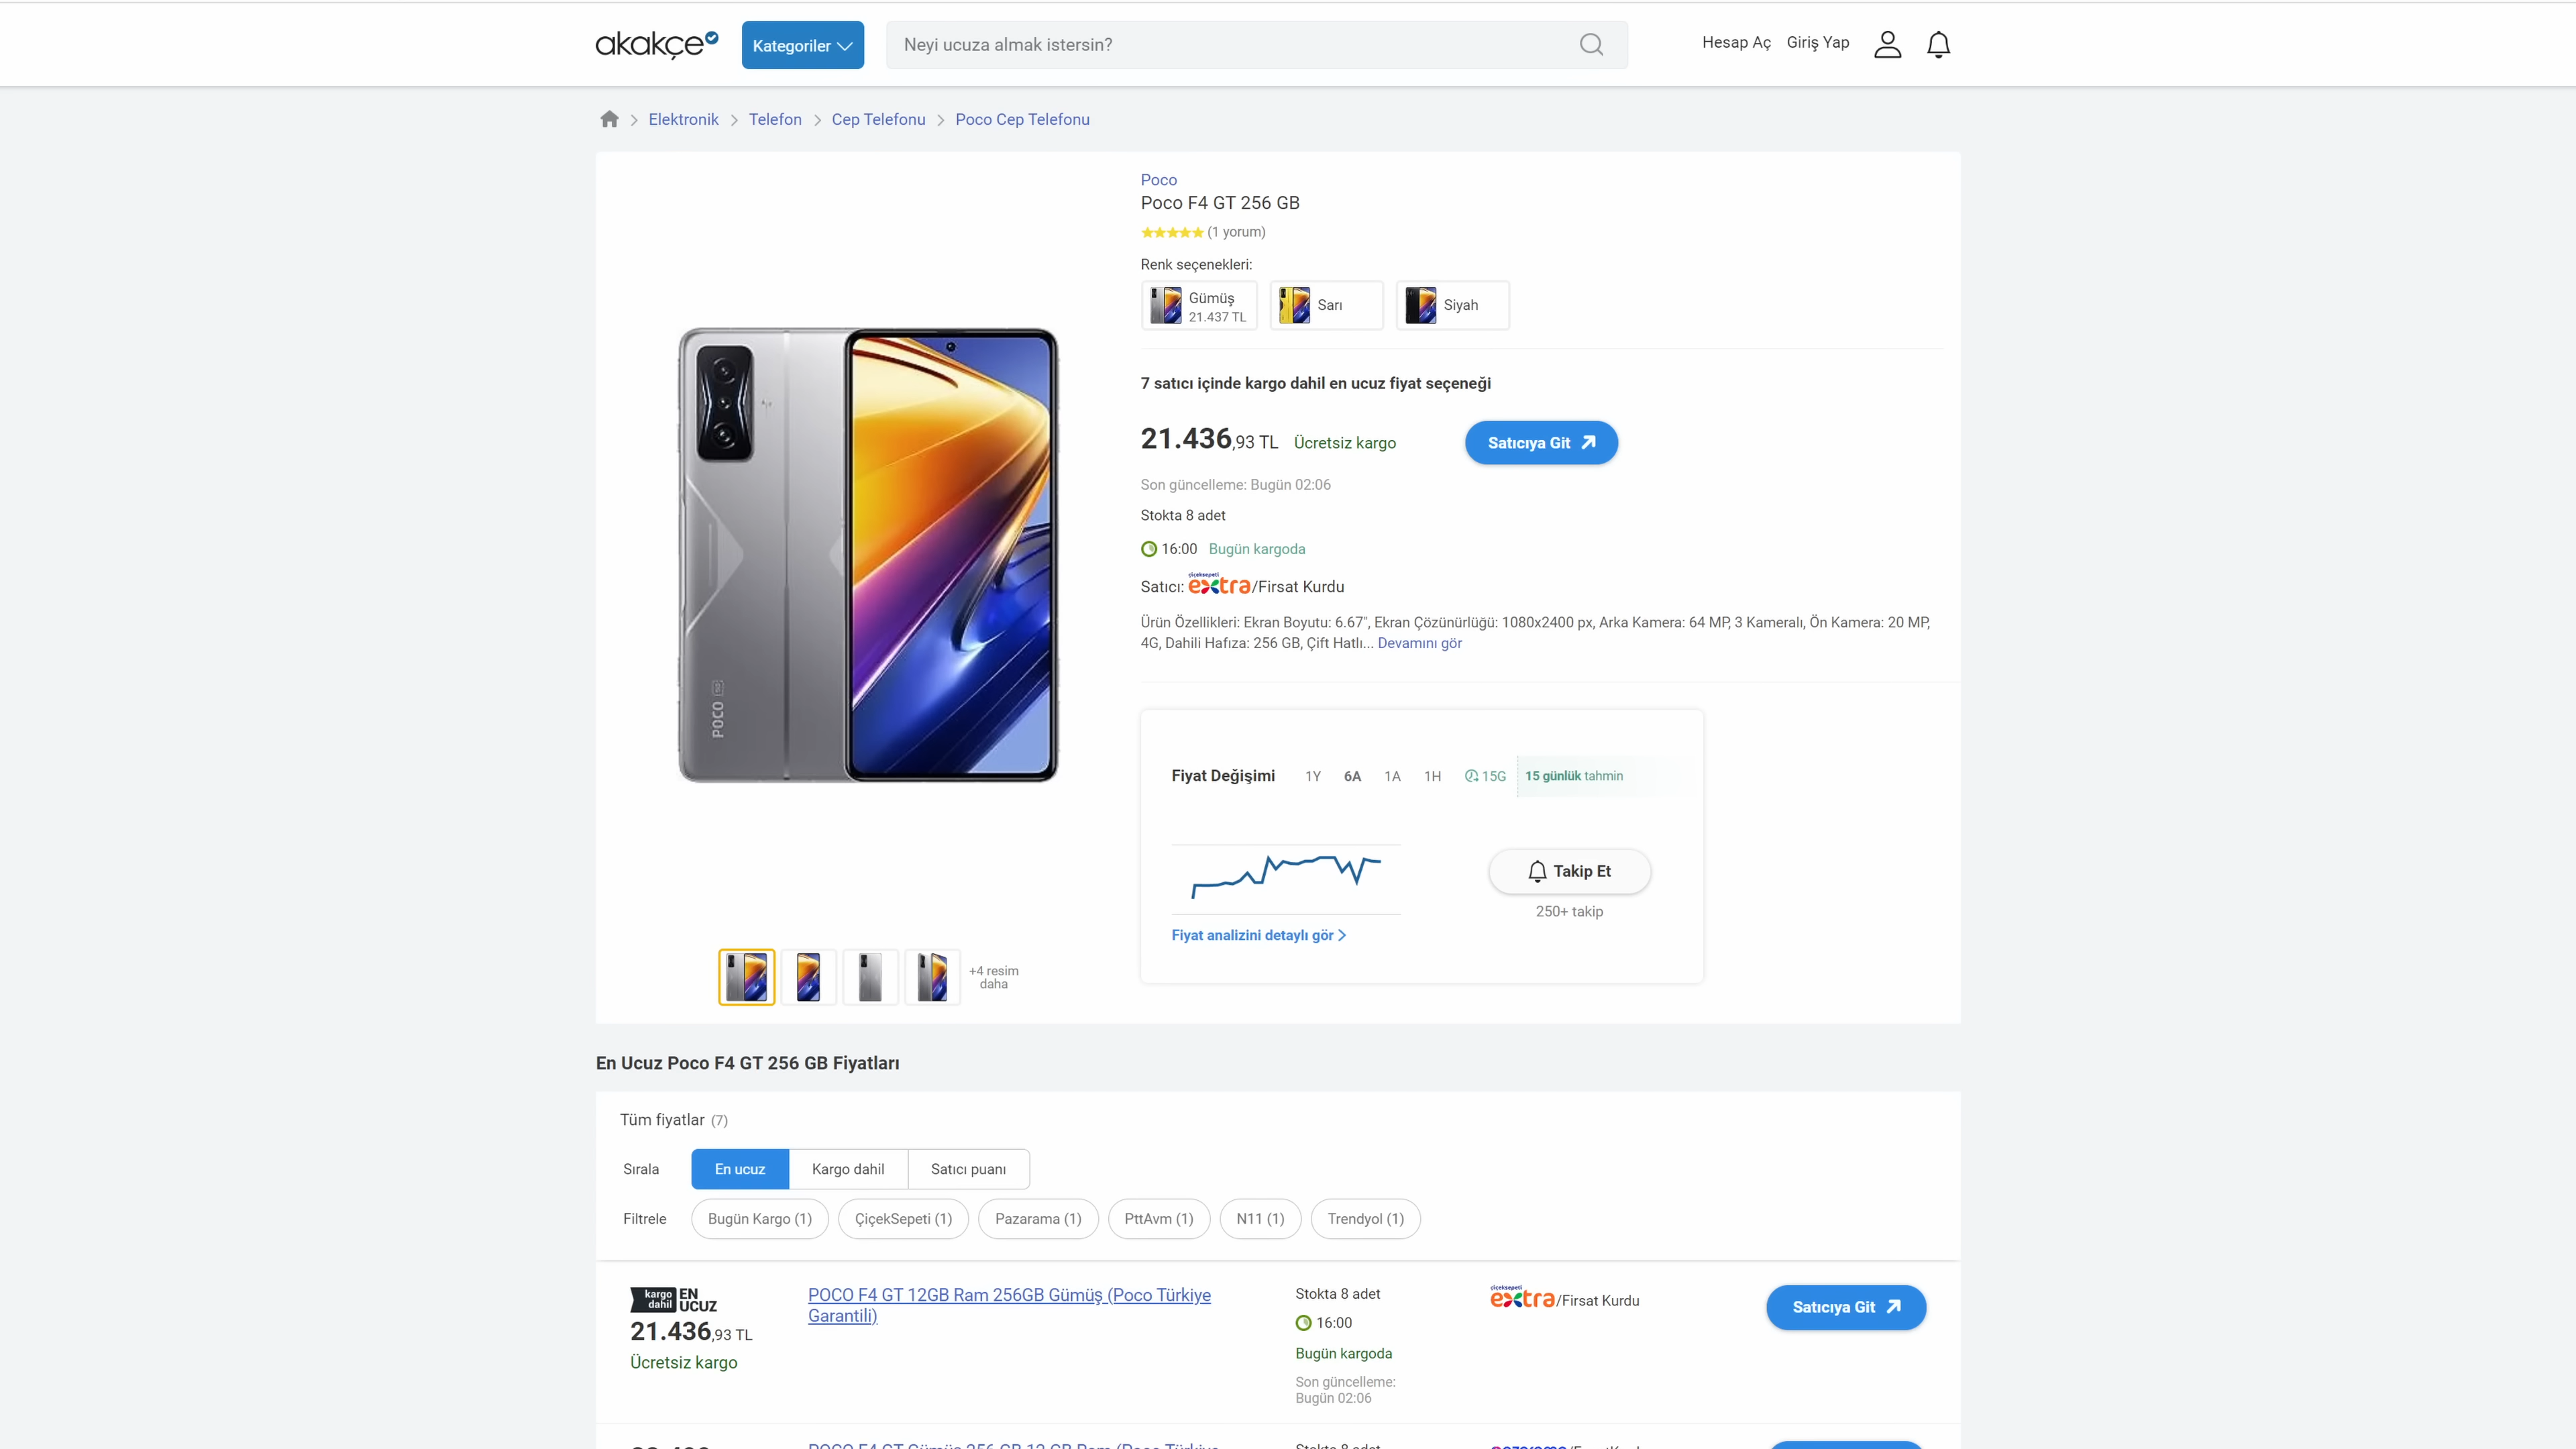 akakçe
Kategoriler
Neyi ucuza almak istersin?
Hesap Aç
Giriş Yap
Elektronik
Telefon
Cep Telefonu
Poco Cep Telefonu
Poco
Poco F4 GT 256 GB
(1 yorum)
Renk seçenekleri:
Gümüş
21.437 TL
Sarı
Siyah
7 satıcı içinde kargo dahil en ucuz fiyat seçeneği
21.436,93 TL Ücretsiz kargo
Satıcıya Git
Son güncelleme: Bugün 02:06
Stokta 8 adet
16:00 Bugün kargoda
Satıcı: çiçeksepeti extra/Firsat Kurdu
Ürün Özellikleri: Ekran Boyutu: 6.67", Ekran Çözünürlüğü: 1080x2400 px, Arka Kamera: 64 MP, 3 Kameralı, Ön Kamera: 20 MP,
4G, Dahili Hafıza: 256 GB, Çift Hatlı... Devamını gör
POCO 5G
Fiyat Değişimi 1Y 6A 1A 1H 15G 15 günlük tahmin
Takip Et
250+ takip
Fiyat analizini detaylı gör
+4 resim
daha
En Ucuz Poco F4 GT 256 GB Fiyatları
Tüm fiyatlar (7)
Sırala En ucuz Kargo dahil Satıcı puanı
Filtrele Bugün Kargo (1) ÇiçekSepeti (1) Pazarama (1) PttAvm (1) N11 (1) Trendyol (1)
kargo dahil EN UCUZ
21.436,93 TL
Ücretsiz kargo
POCO F4 GT 12GB Ram 256GB Gümüş (Poco Türkiye
Garantili)
Stokta 8 adet
16:00
Bugün kargoda
Son güncelleme:
Bugün 02:06
çiçeksepeti
extra/Firsat Kurdu
Satıcıya Git
POCO F4 GT Gümüş 256 GB 12 GB Ram (Poco Türkiye
Stokta 8 adet